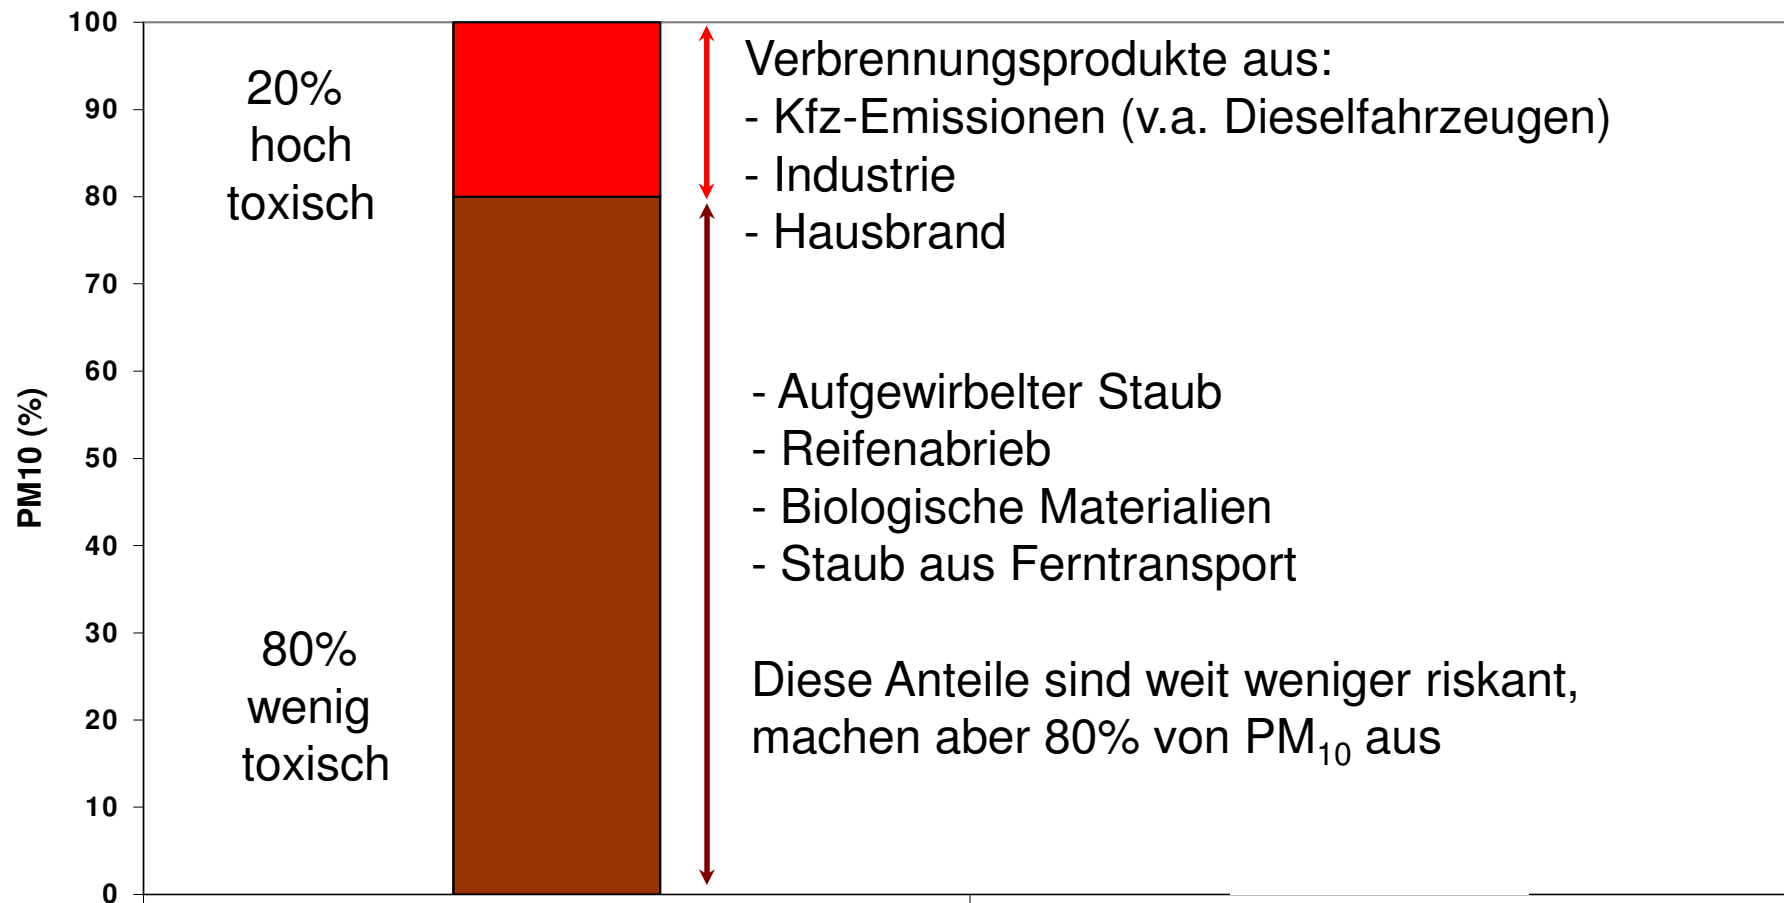 PM10 (%)
100
90
80
70
60
50
40
30
20
10
0
20%
hoch
toxisch
80%
wenig
toxisch
Verbrennungsprodukte aus:
- Kfz-Emissionen (v.a. Dieselfahrzeugen)
- Industrie
- Hausbrand
- Aufgewirbelter Staub
- Reifenabrieb
- Biologische Materialien
- Staub aus Ferntransport
Diese Anteile sind weit weniger riskant,
machen aber 80% von PM₁₀ aus